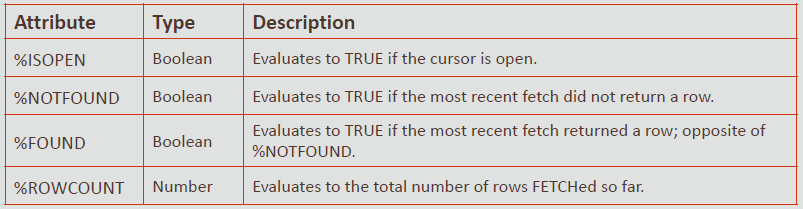 Attribute Type Description
%ISOPEN Boolean Evaluates to TRUE if the cursor is open.
%NOTFOUND Boolean Evaluates to TRUE if the most recent fetch did not return a row.
%FOUND Boolean Evaluates to TRUE if the most recent fetch returned a row; opposite of
%NOTFOUND.
%ROWCOUNT Number Evaluates to the total number of rows FETCHed so far.